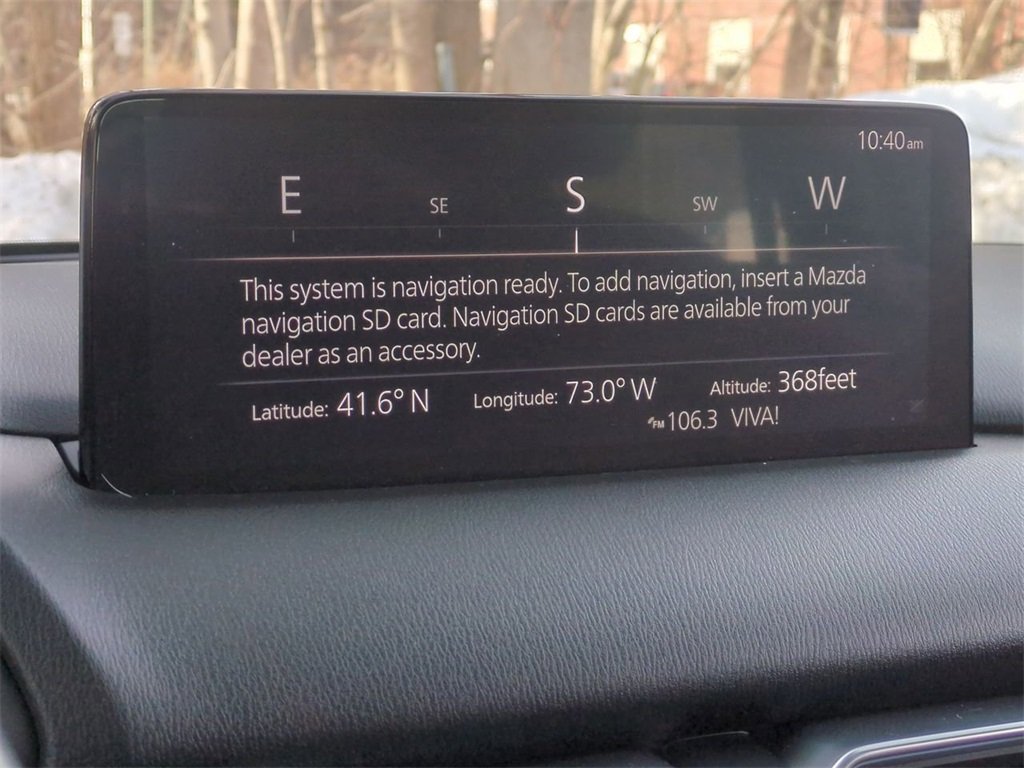 10:40am
E SE S SW W
This system is navigation ready. To add navigation, insert a Mazda
navigation SD card. Navigation SD cards are available from your
dealer as an accessory.
Latitude: 41.6° N Longitude: 73.0° W Altitude: 368feet
FM 106.3 VIVA!